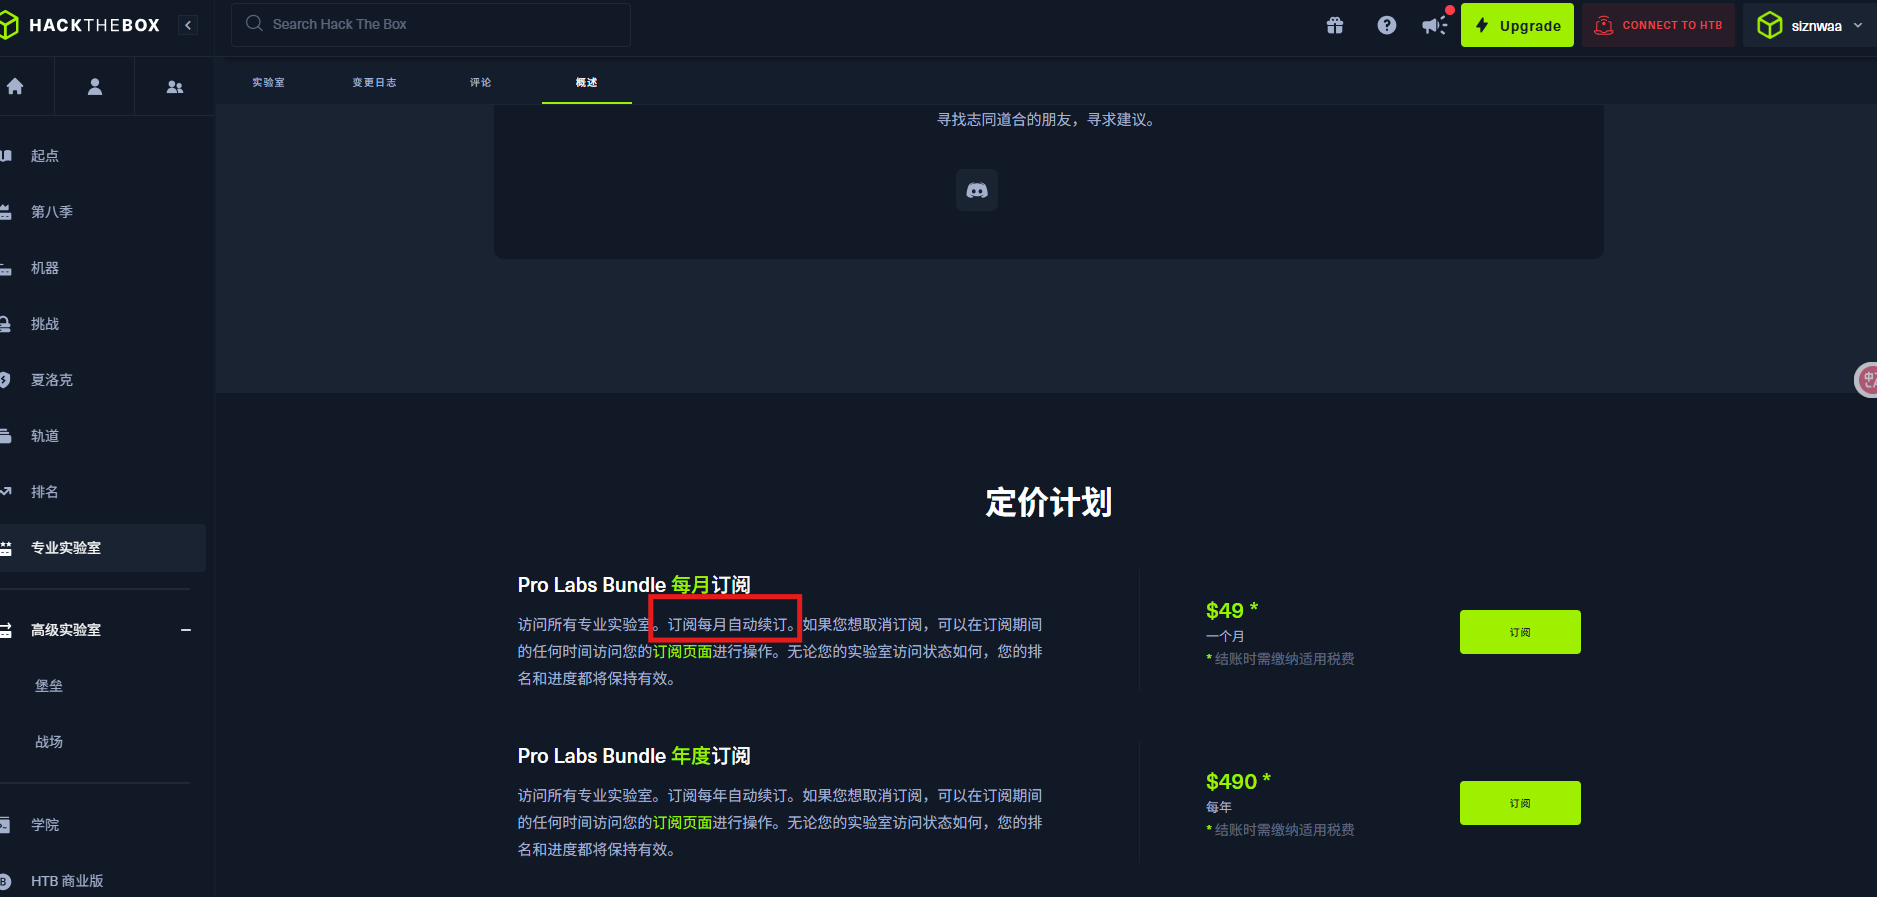 HACKTHEBOX
Search Hack The Box
Upgrade
CONNECT TO HTB
siznwaa
实验室
变更日志
评论
概述
寻找志同道合的朋友，寻求建议。
起点
第八季
机器
挑战
夏洛克
轨道
排名
专业实验室
高级实验室
堡垒
战场
学院
HTB 商业版
定价计划
Pro Labs Bundle 每月订阅
访问所有专业实验室。订阅每月自动续订。如果您想取消订阅，可以在订阅期间
的任何时间访问您的订阅页面进行操作。无论您的实验室访问状态如何，您的排
名和进度都将保持有效。
$49 *
一个月
* 结账时需缴纳适用税费
订阅
Pro Labs Bundle 年度订阅
访问所有专业实验室。订阅每年自动续订。如果您想取消订阅，可以在订阅期间
的任何时间访问您的订阅页面进行操作。无论您的实验室访问状态如何，您的排
名和进度都将保持有效。
$490 *
每年
* 结账时需缴纳适用税费
订阅